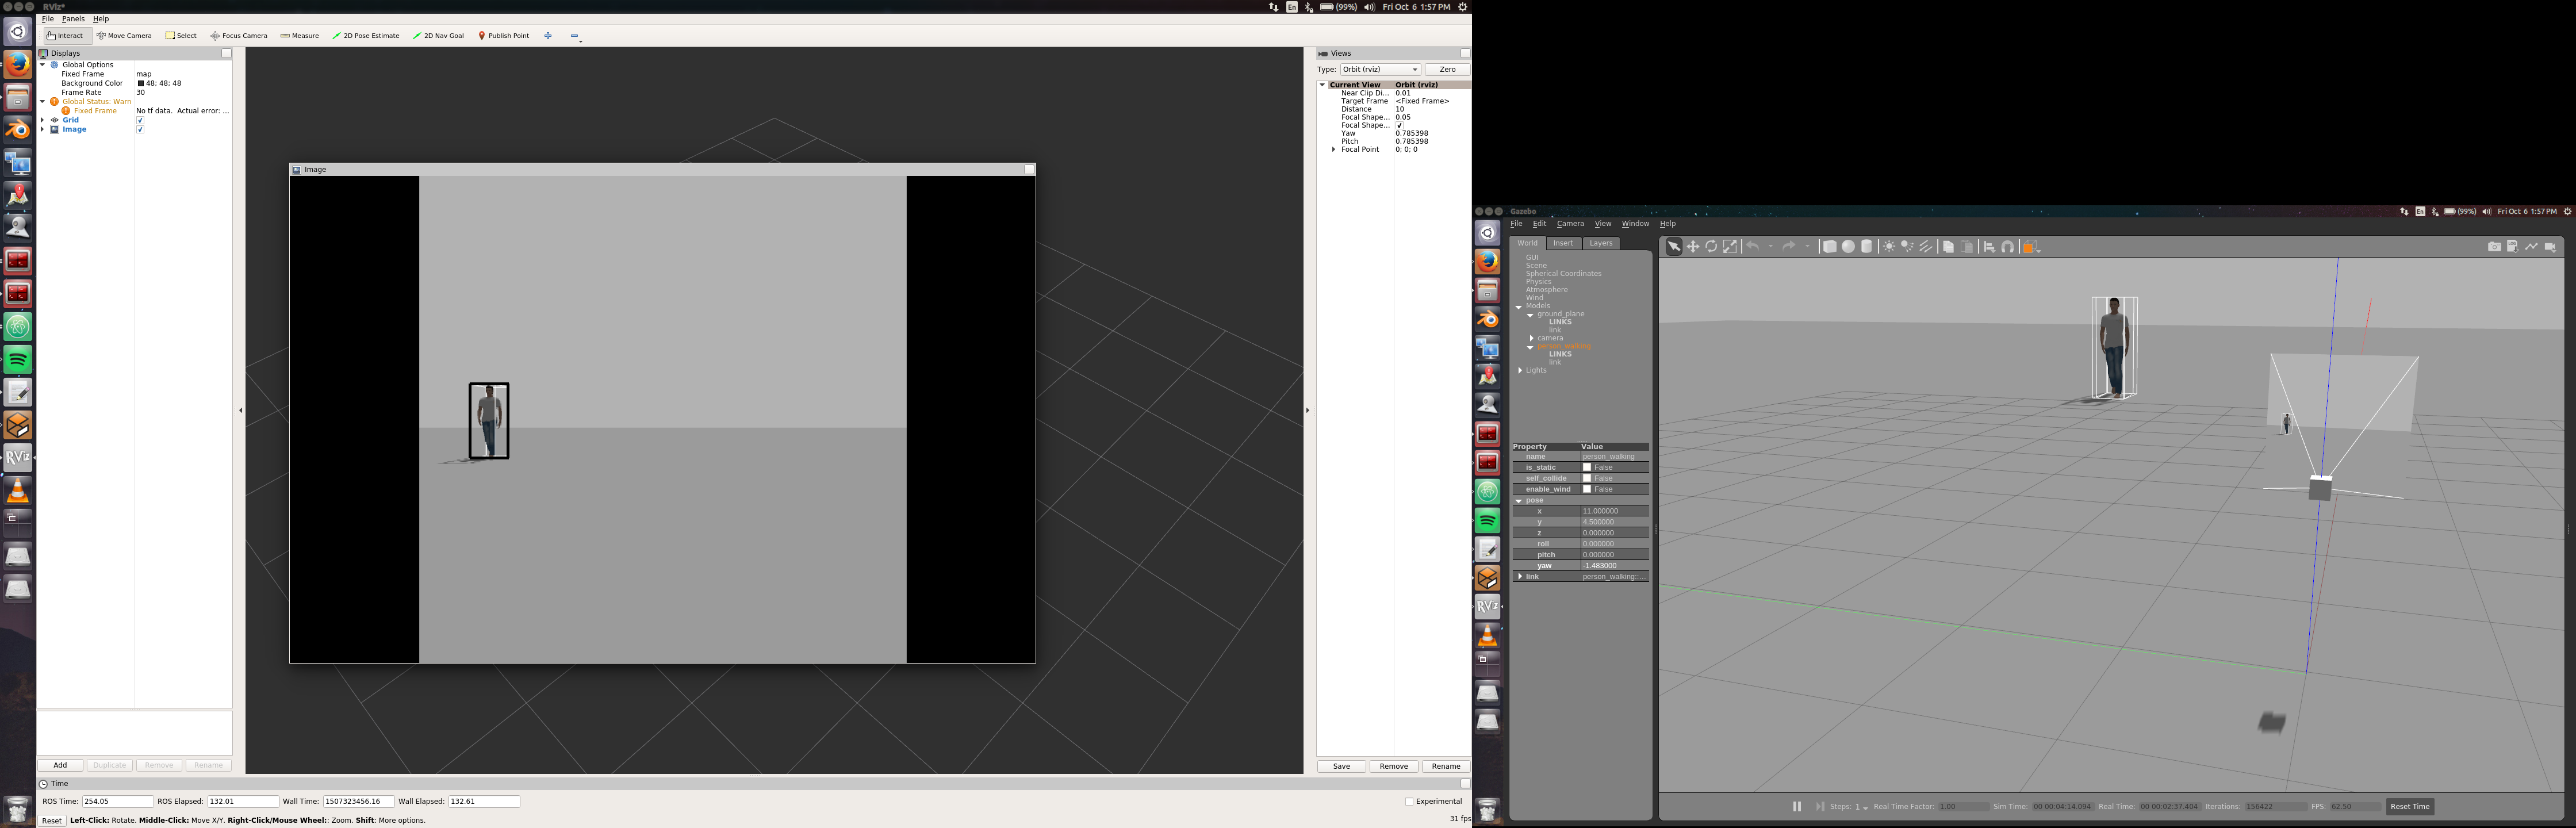 RViz*
En (99%) Fri Oct 6 1:57 PM
File Panels Help
Interact Move Camera Select Focus Camera Measure 2D Pose Estimate 2D Nav Goal Publish Point
Displays
Global Options
Fixed Frame map
Background Color 48; 48; 48
Frame Rate 30
Global Status: Warn
Fixed Frame No tf data. Actual error: ...
Grid
Image
Add Duplicate Remove Rename
Image
Views
Type: Orbit (rviz) Zero
Current View Orbit (rviz)
Near Clip Di... 0.01
Target Frame <Fixed Frame>
Distance 10
Focal Shape... 0.05
Focal Shape...
Yaw 0.785398
Pitch 0.785398
Focal Point 0; 0; 0
Save Remove Rename
Time
ROS Time: 254.05 ROS Elapsed: 132.01 Wall Time: 1507323456.16 Wall Elapsed: 132.61 Experimental
Reset Left-Click: Rotate. Middle-Click: Move X/Y. Right-Click/Mouse Wheel:: Zoom. Shift: More options. 31 fps
RViz
Gazebo
En (99%) Fri Oct 6 1:57 PM
File Edit Camera View Window Help
World Insert Layers
GUI
Scene
Spherical Coordinates
Physics
Atmosphere
Wind
Models
ground_plane
LINKS
link
camera
person_walking
LINKS
link
Lights
Property Value
name person_walking
is_static False
self_collide False
enable_wind False
pose
x 11.000000
y 4.500000
z 0.000000
roll 0.000000
pitch 0.000000
yaw -1.483000
link person_walking::...
RViz
Steps: 1 Real Time Factor: 1.00 Sim Time: 00 00:04:14.094 Real Time: 00 00:02:37.404 Iterations: 156422 FPS: 62.50 Reset Time